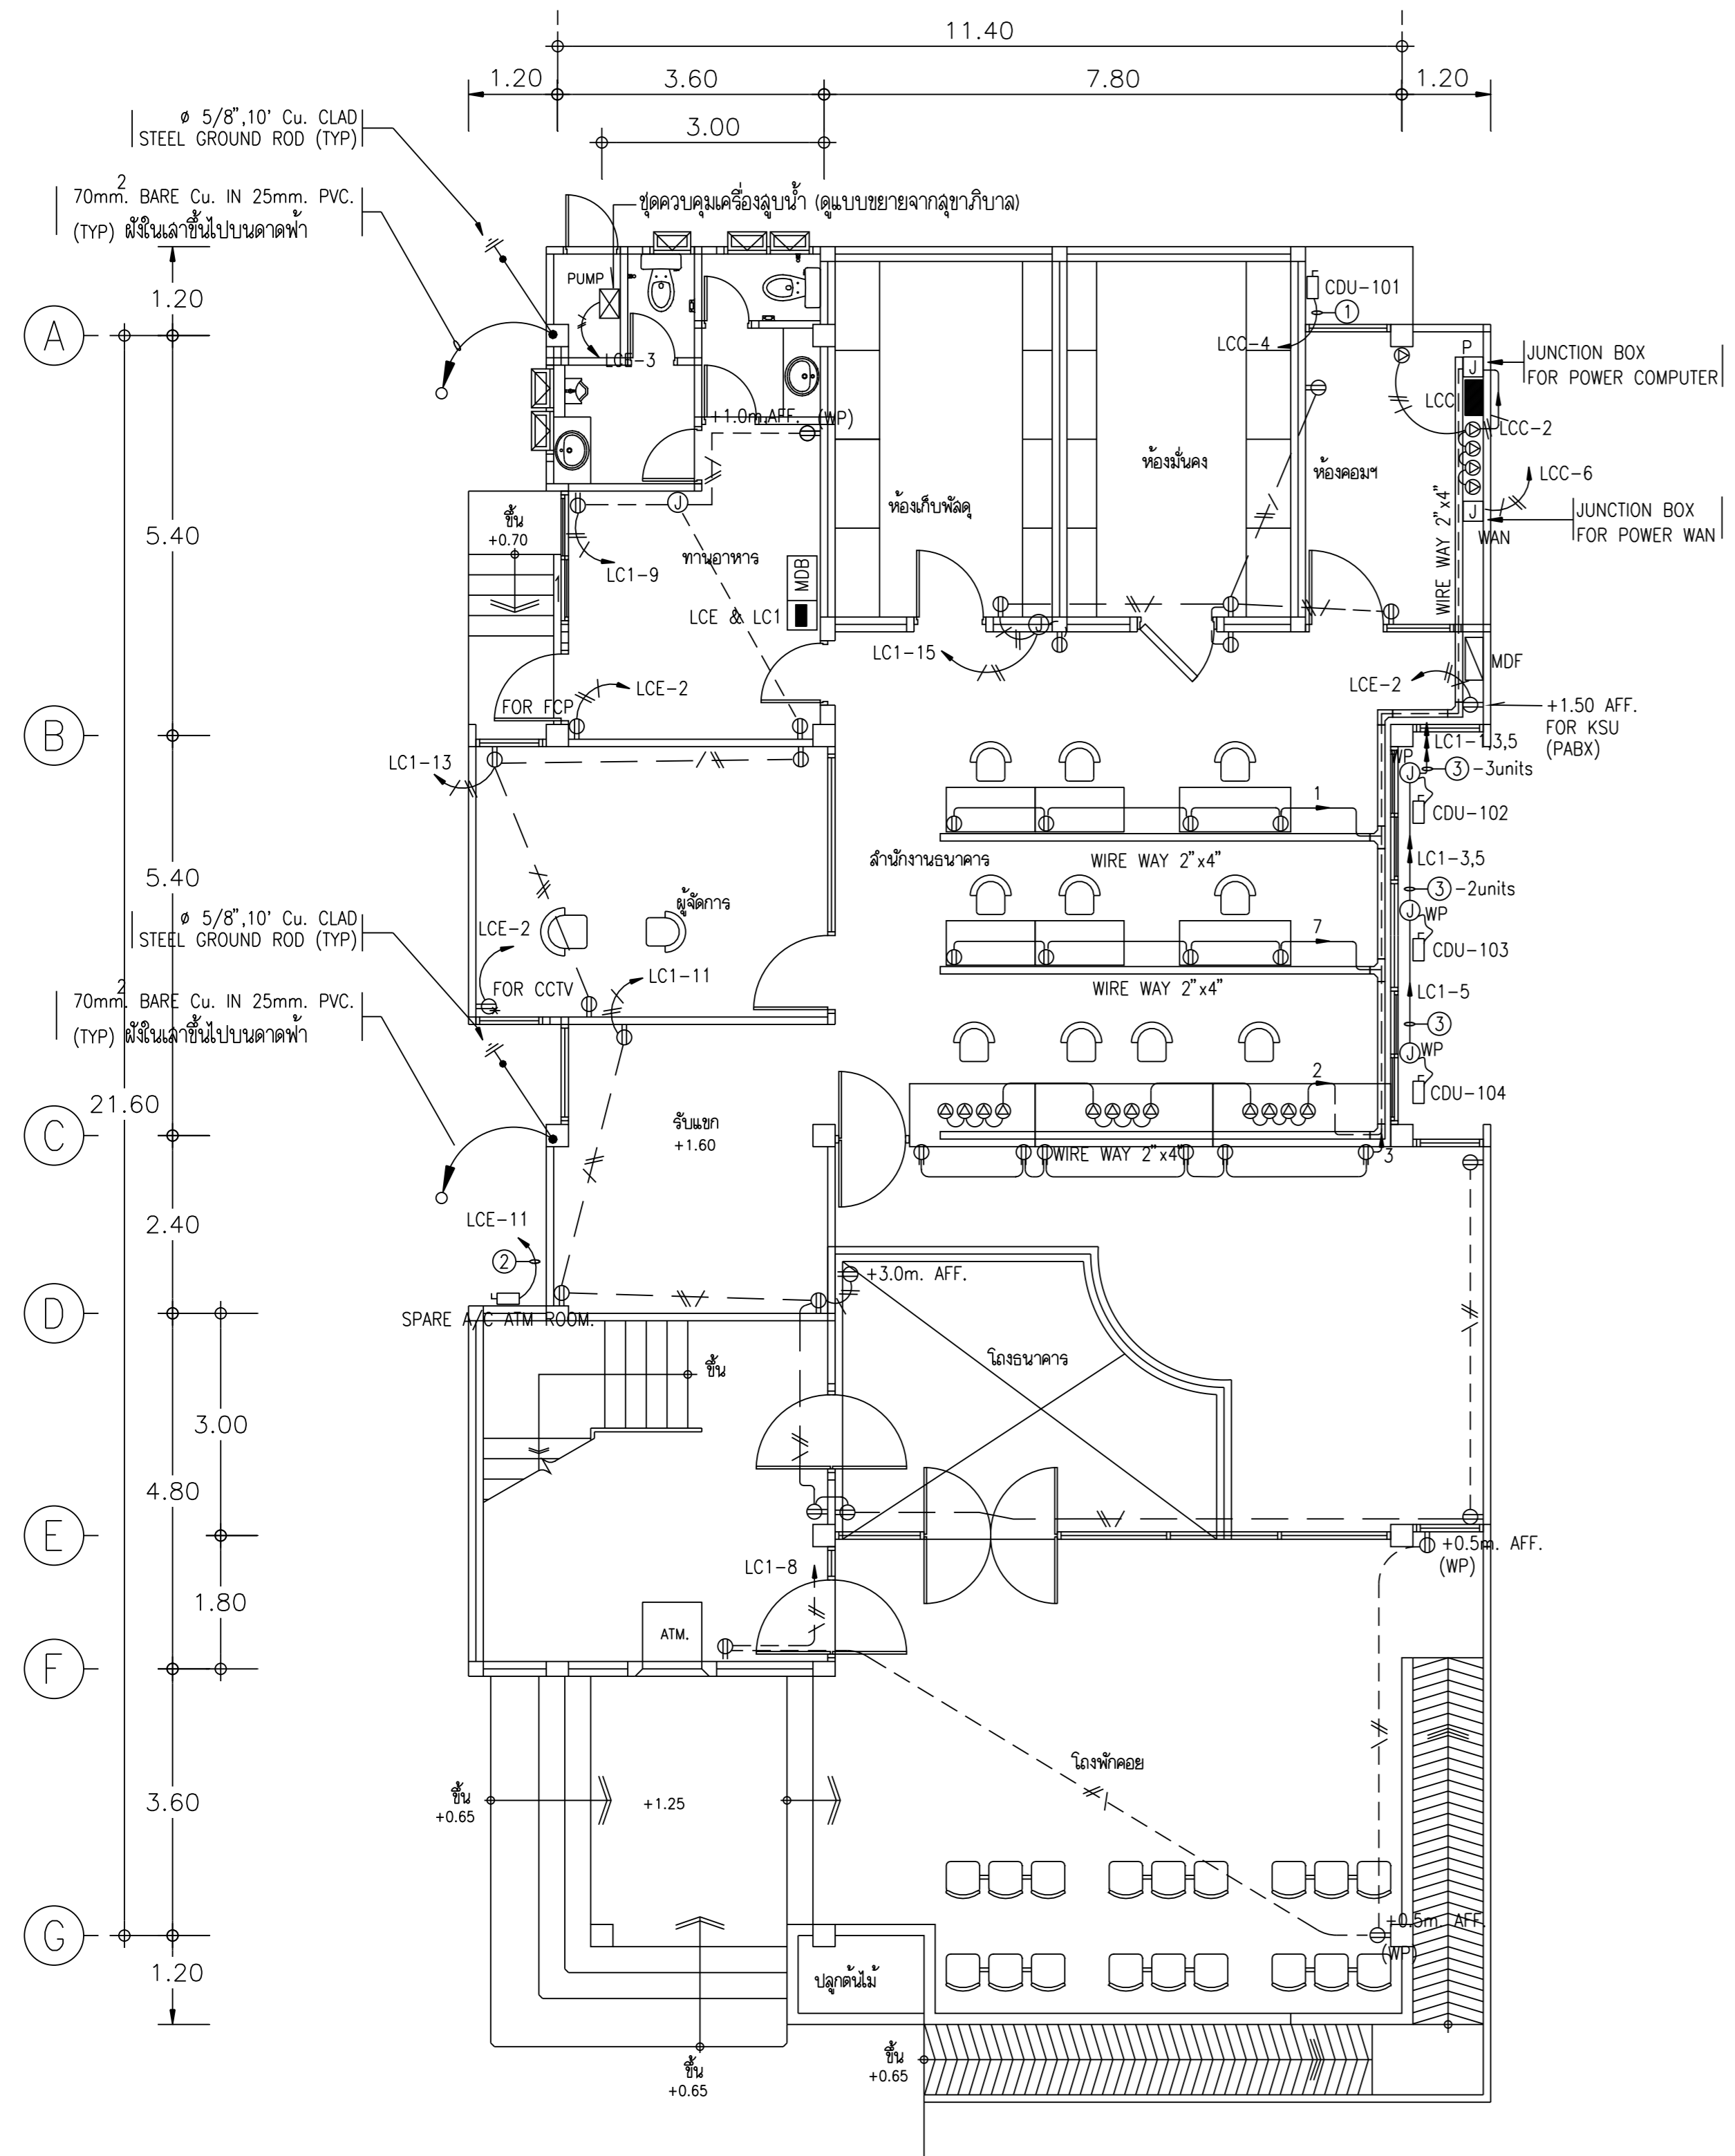 11.40
1.20
3.60
7.80
1.20
3.00
ø 5/8",10' Cu. CLAD
STEEL GROUND ROD (TYP)
70mm.2 BARE Cu. IN 25mm. PVC.
(TYP) ฝังในเสาขึ้นไปบนดาดฟ้า
ชุดควบคุมเครื่องสูบน้ำ (ดูแบบขยายจากสุขาภิบาล)
1.20
PUMP
CDU-101
1
A
LCE-3
LCC-4
P
J
JUNCTION BOX
FOR POWER COMPUTER
LCC
+1.0m.AFF. (WP)
LCC-2
ห้องมั่นคง
ห้องคอมฯ
LCC-6
ห้องเก็บพัสดุ
J
J
JUNCTION BOX
FOR POWER WAN
WAN
WIRE WAY 2"x4"
ขึ้น
+0.70
5.40
ทานอาหาร
MDB
LC1-9
LCE & LC1
J
LC1-15
MDF
LCE-2
LCE-2
FOR FCP
+1.50 AFF.
FOR KSU
(PABX)
B
LC1-1,3,5
WP
J
3
-3units
LC1-13
1
CDU-102
สำนักงานธนาคาร
WIRE WAY 2"x4"
LC1-3,5
5.40
3
-2units
ผู้จัดการ
J
WP
ø 5/8",10' Cu. CLAD
STEEL GROUND ROD (TYP)
LCE-2
7
CDU-103
LC1-11
FOR CCTV
WIRE WAY 2"x4"
LC1-5
70mm.2 BARE Cu. IN 25mm. PVC.
(TYP) ฝังในเสาขึ้นไปบนดาดฟ้า
3
J
WP
2
CDU-104
21.60
C
รับแขก
+1.60
WIRE WAY 2"x4"
3
2.40
LCE-11
2
+3.0m. AFF.
D
SPARE A/C ATM ROOM.
โถงธนาคาร
ขึ้น
3.00
4.80
E
+0.5m. AFF.
(WP)
LC1-8
1.80
ATM.
F
โถงพักคอย
ขึ้น
+0.65
+1.25
3.60
+0.5m. AFF.
(WP)
G
1.20
ปลูกต้นไม้
ขึ้น
+0.65
ขึ้น
+0.65